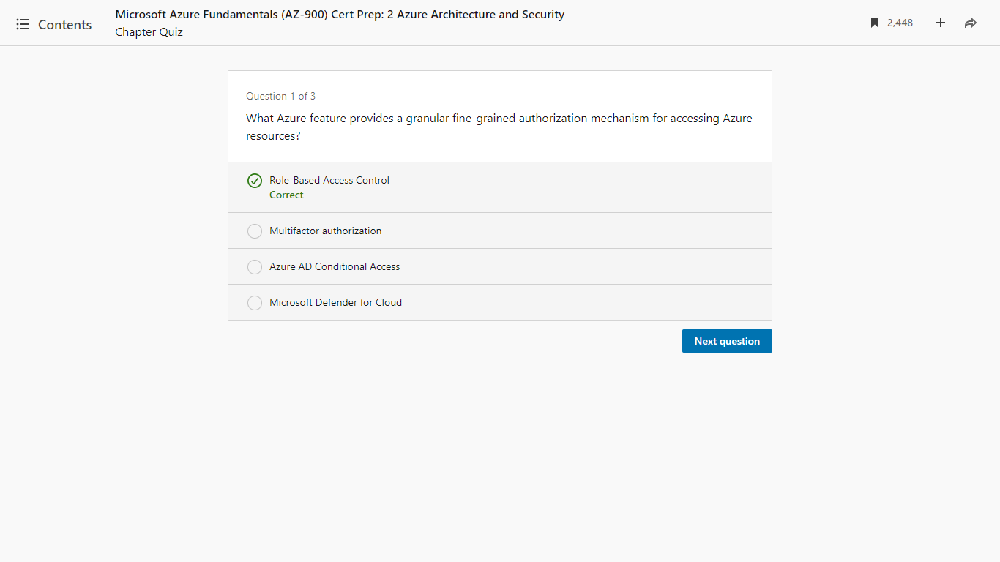 Contents
Microsoft Azure Fundamentals (AZ-900) Cert Prep: 2 Azure Architecture and Security
Chapter Quiz
2,448
Question 1 of 3
What Azure feature provides a granular fine-grained authorization mechanism for accessing Azure
resources?
Role-Based Access Control
Correct
Multifactor authorization
Azure AD Conditional Access
Microsoft Defender for Cloud
Next question